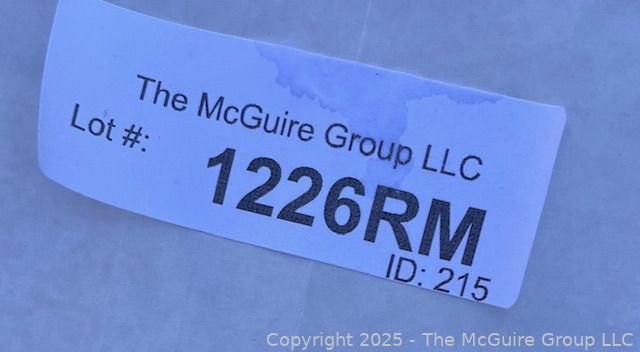 The McGuire Group LLC
Lot #:
1226RM
ID: 215
Copyright 2025 - The McGuire Group LLC